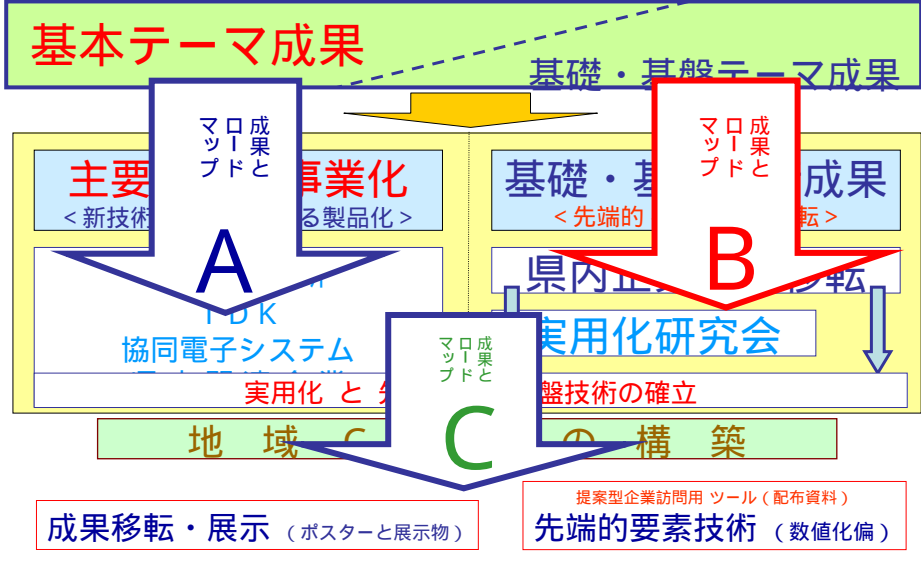 基本テーマ成果
基礎・基盤テーマ成果
成果と
ロード
マップ
A
成果と
ロード
マップ
B
主要
事業化
<新技術
る製品化>
基礎・基
成果
<先端的
転>
県内企
移転
TDK
協同電子システム
実用化研究会
成果と
ロード
マップ
C
実用化 と
盤技術の確立
地 域 C
の 構 築
成果移転・展示 (ポスターと展示物)
提案型企業訪問用 ツール(配布資料)
先端的要素技術 (数値化偏)